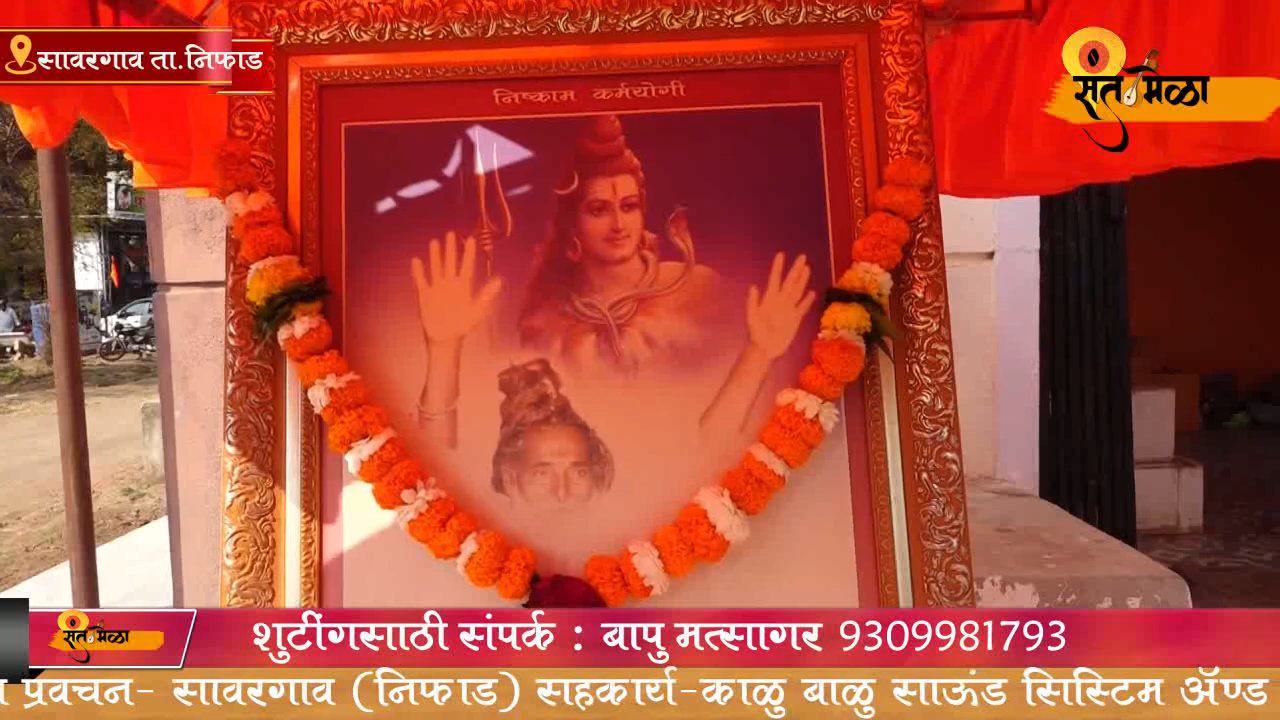 सावरगाव ता.निफाड
संत मेळा
निष्काम कर्मयोगी
संत मेळा
शुटींगसाठी संपर्क : बापु मत्सागर 9309981793
प्रवचन- सावरगाव (निफाड) सहकार्य-काळु बाळु साऊंड सिस्टिम ॲण्ड